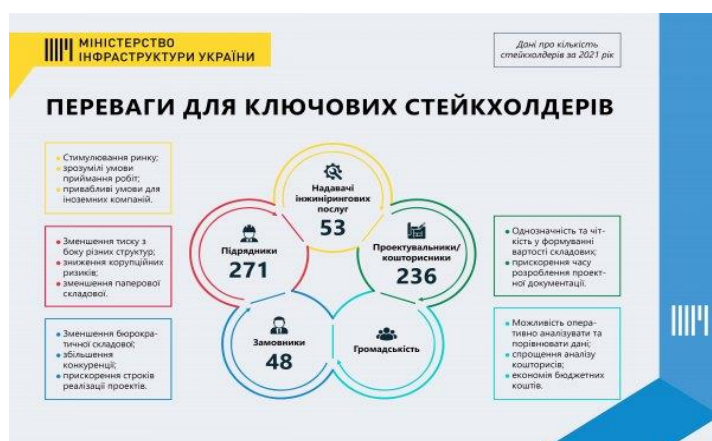 МІНІСТЕРСТВО
ІНФРАСТРУКТУРИ УКРАЇНИ
Дані про кількість
стейкхолдерів за 2021 рік
ПЕРЕВАГИ ДЛЯ КЛЮЧОВИХ СТЕЙКХОЛДЕРІВ
Стимулювання ринку;
зрозумілі умови
приймання робіт;
привабливі умови для
іноземних компаній.
Надавачі
інжинірингових
послуг
53
Зменшення тиску з
боку різних структур;
зниження корупційних
ризиків;
зменшення паперової
складової.
Підрядники
271
Проектувальники/
кошторисники
236
Однозначність та чіт-
кість у формуванні
вартості складових;
прискорення часу
розроблення проект-
ної документації.
Зменшення бюрокра-
тичної складової;
збільшення
конкуренції;
прискорення строків
реалізації проектів.
Замовники
48
Громадськість
Можливість опера-
тивно аналізувати та
порівнювати дані;
спрощення аналізу
кошторисів;
економія бюджетних
коштів.